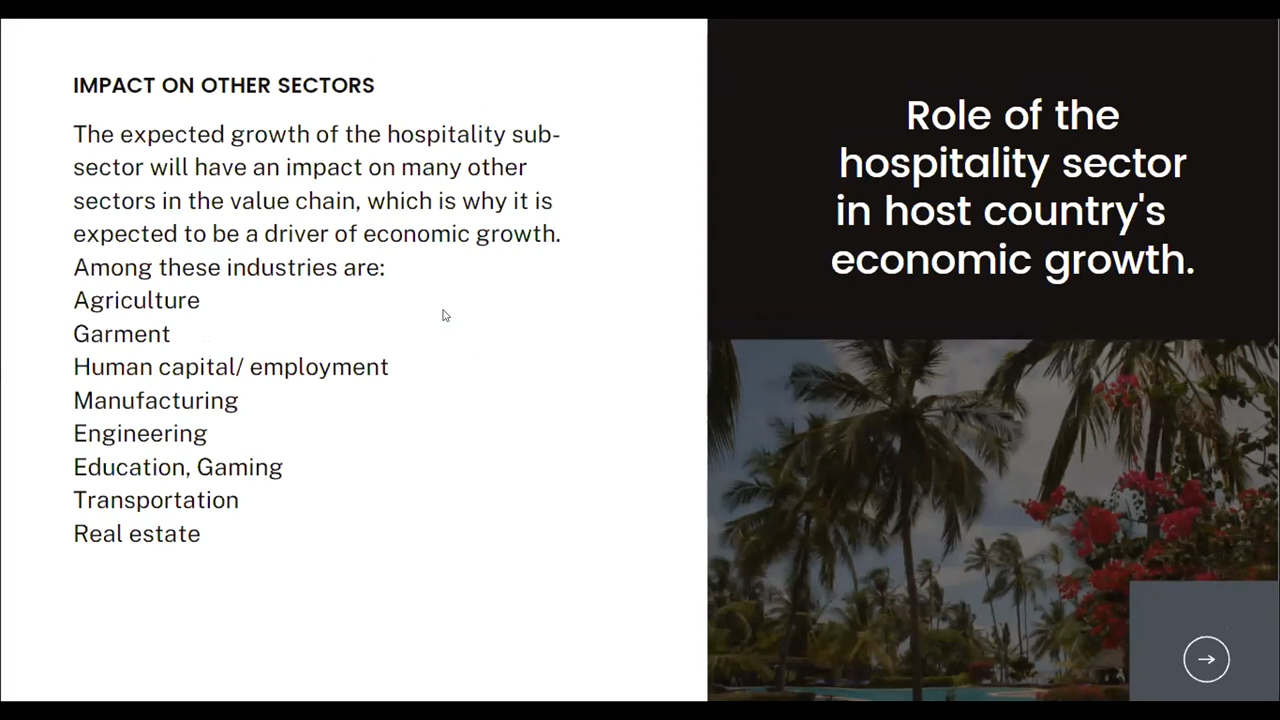 IMPACT ON OTHER SECTORS
The expected growth of the hospitality sub-
sector will have an impact on many other
sectors in the value chain, which is why it is
expected to be a driver of economic growth.
Among these industries are:
Agriculture
Garment
Human capital/ employment
Manufacturing
Engineering
Education, Gaming
Transportation
Real estate
Role of the
hospitality sector
in host country's
economic growth.